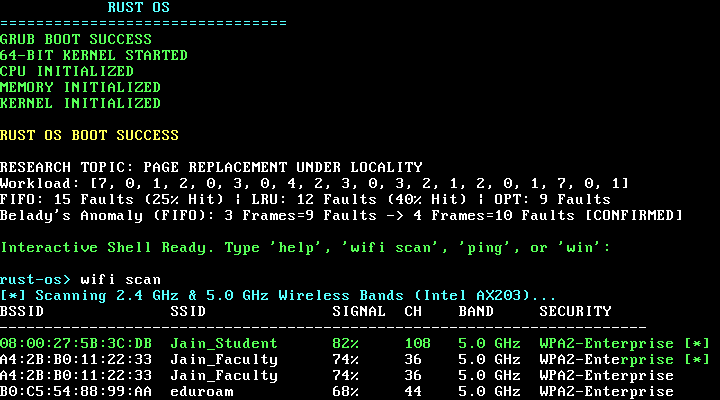 RUST OS
================================
GRUB BOOT SUCCESS
64-BIT KERNEL STARTED
CPU INITIALIZED
MEMORY INITIALIZED
KERNEL INITIALIZED
RUST OS BOOT SUCCESS
RESEARCH TOPIC: PAGE REPLACEMENT UNDER LOCALITY
Workload: [7, 0, 1, 2, 0, 3, 0, 4, 2, 3, 0, 3, 2, 1, 2, 0, 1, 7, 0, 1]
FIFO: 15 Faults (25% Hit) | LRU: 12 Faults (40% Hit) | OPT: 9 Faults
Belady's Anomaly (FIFO): 3 Frames=9 Faults -> 4 Frames=10 Faults [CONFIRMED]
Interactive Shell Ready. Type 'help', 'wifi scan', 'ping', or 'win':
rust-os> wifi scan
[*] Scanning 2.4 GHz & 5.0 GHz Wireless Bands (Intel AX203)...
BSSID SSID SIGNAL CH BAND SECURITY
------------------------------------------------------------------------
08:00:27:5B:3C:DB Jain_Student 82% 108 5.0 GHz WPA2-Enterprise [*]
A4:2B:B0:11:22:33 Jain_Faculty 74% 36 5.0 GHz WPA2-Enterprise [*]
A4:2B:B0:11:22:33 Jain_Faculty 74% 36 5.0 GHz WPA2-Enterprise
B0:C5:54:88:99:AA eduroam 68% 44 5.0 GHz WPA2-Enterprise